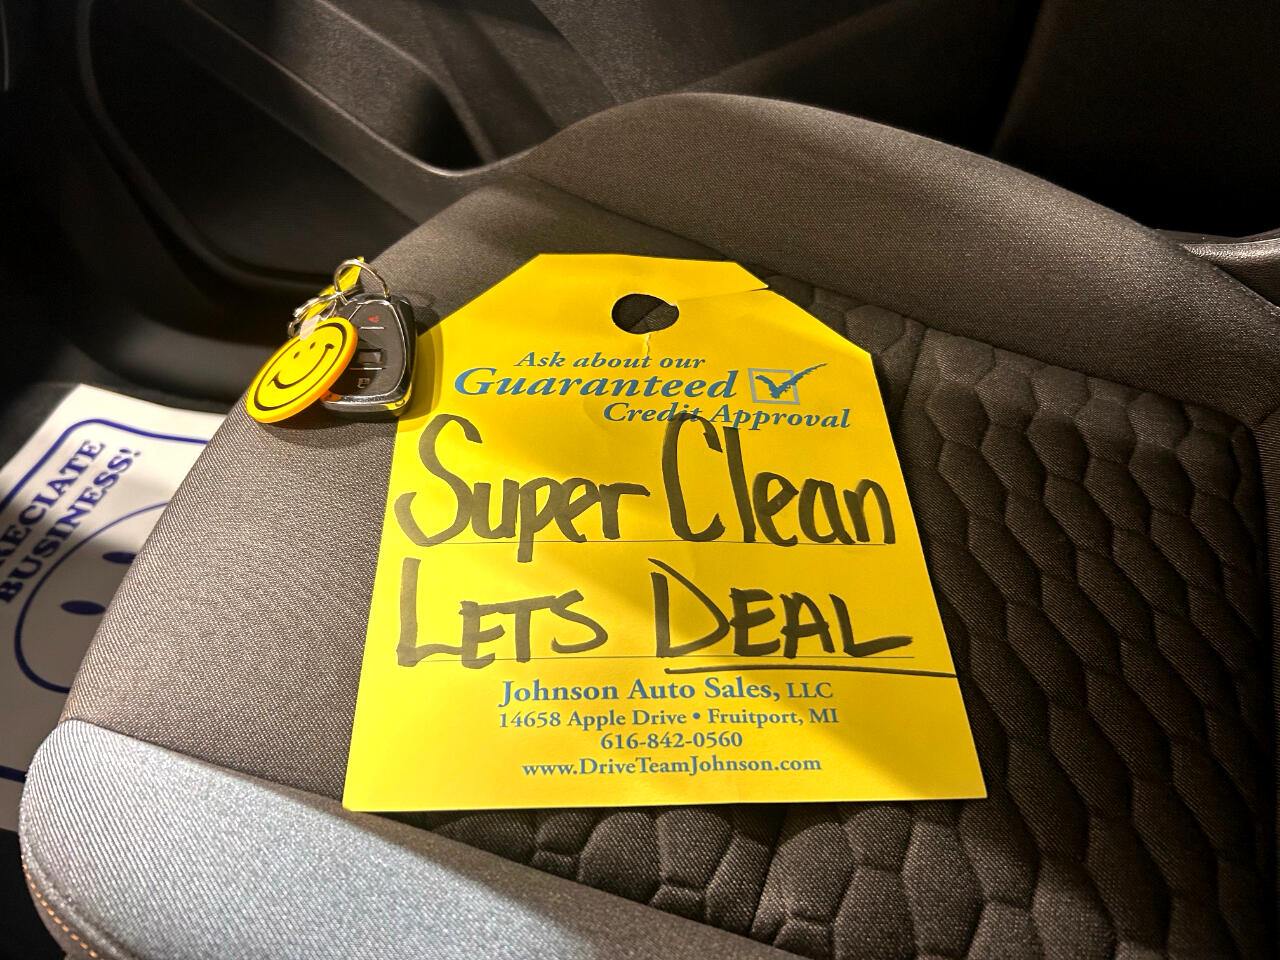 Ask about our
Guaranteed
Credit Approval
Super Clean
LETS DEAL
Johnson Auto Sales, LLC
14658 Apple Drive • Fruitport, MI
616-842-0560
www.DriveTeamJohnson.com
BUSINESS!